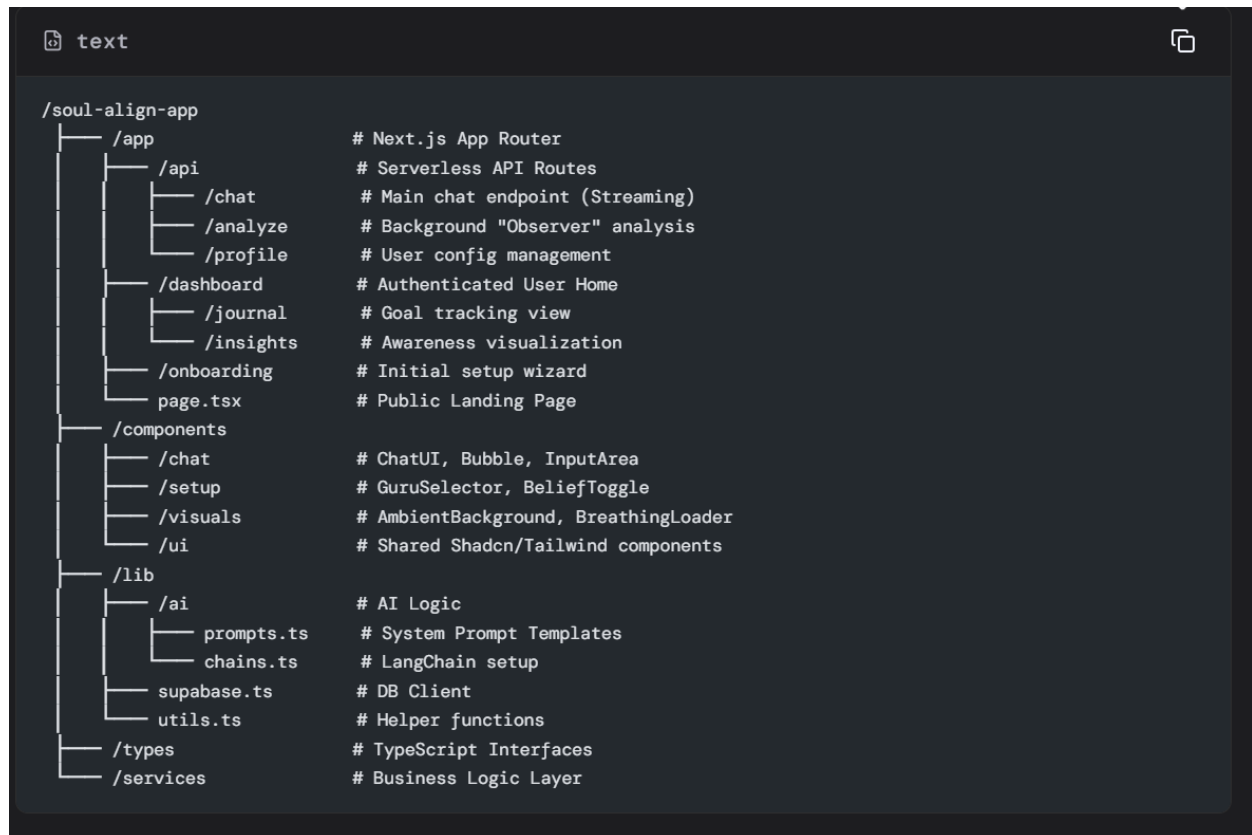 text
/soul-align-app
├── /app # Next.js App Router
│ ├── /api # Serverless API Routes
│ │ ├── /chat # Main chat endpoint (Streaming)
│ │ ├── /analyze # Background "Observer" analysis
│ │ └── /profile # User config management
│ ├── /dashboard # Authenticated User Home
│ │ ├── /journal # Goal tracking view
│ │ └── /insights # Awareness visualization
│ ├── /onboarding # Initial setup wizard
│ └── page.tsx # Public Landing Page
├── /components
│ ├── /chat # ChatUI, Bubble, InputArea
│ ├── /setup # GuruSelector, BeliefToggle
│ ├── /visuals # AmbientBackground, BreathingLoader
│ └── /ui # Shared Shadcn/Tailwind components
├── /lib
│ ├── /ai # AI Logic
│ │ ├── prompts.ts # System Prompt Templates
│ │ └── chains.ts # LangChain setup
│ ├── supabase.ts # DB Client
│ └── utils.ts # Helper functions
├── /types # TypeScript Interfaces
└── /services # Business Logic Layer